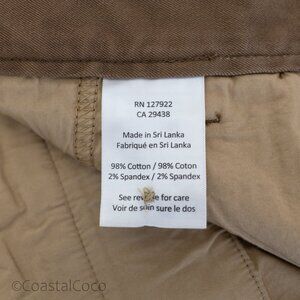 RN 127922
CA 29438
Made in Sri Lanka
Fabriqué en Sri Lanka
98% Cotton / 98% Coton
2% Spandex / 2% Spandex
See reverse for care
Voir de soin sure le dos
©CoastalCoco